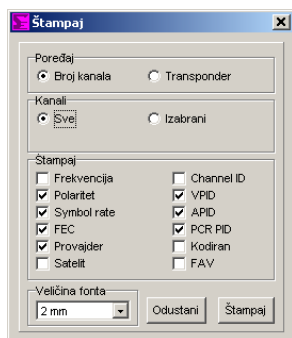 Štampaj
Poređaj
Broj kanala Transponder
Kanali
Sve Izabrani
Štampaj
Frekvencija Channel ID
Polaritet VPID
Symbol rate APID
FEC PCR PID
Provajder Kodiran
Satelit FAV
Veličina fonta
2 mm Odustani Štampaj